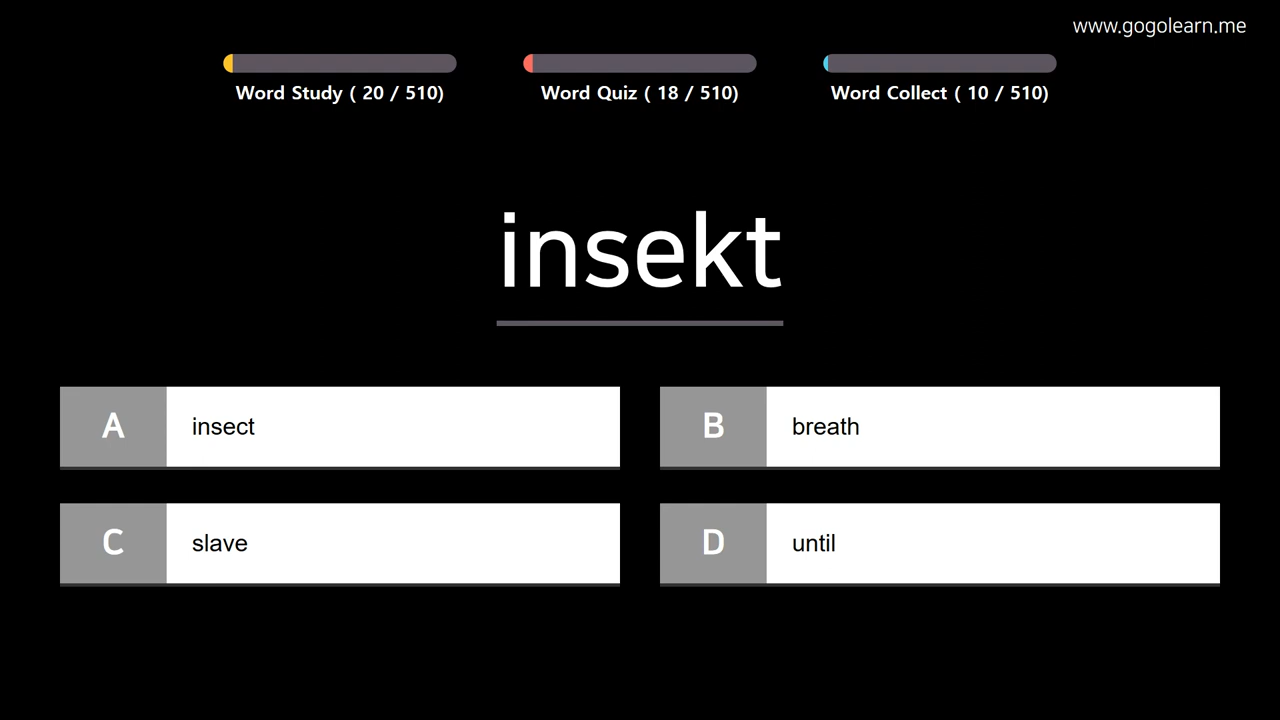 www.gogolearn.me
Word Study ( 20 / 510)
Word Quiz ( 18 / 510)
Word Collect ( 10 / 510)
insekt
A insect
B breath
C slave
D until